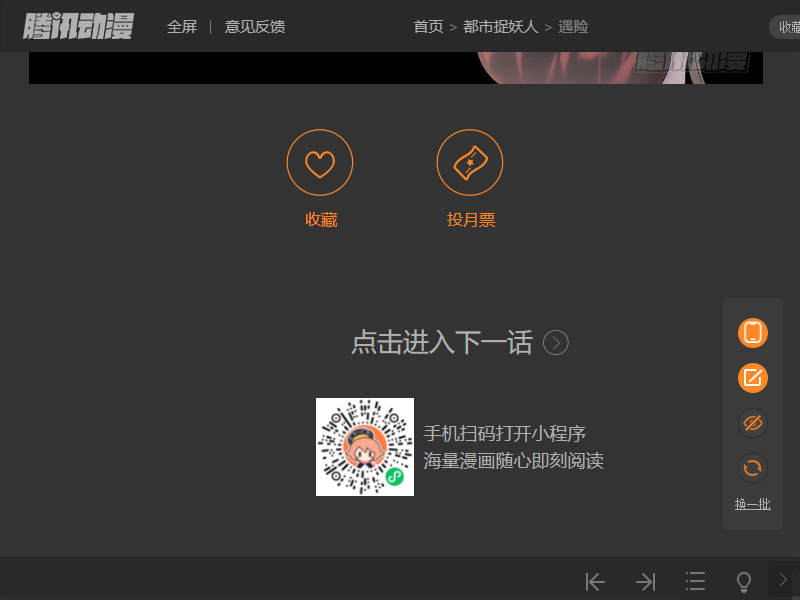 腾讯动漫
全屏 | 意见反馈
首页 > 都市捉妖人 > 遇险
收藏
腾讯动漫
收藏
投月票
点击进入下一话
手机扫码打开小程序
海量漫画随心即刻阅读
换一批